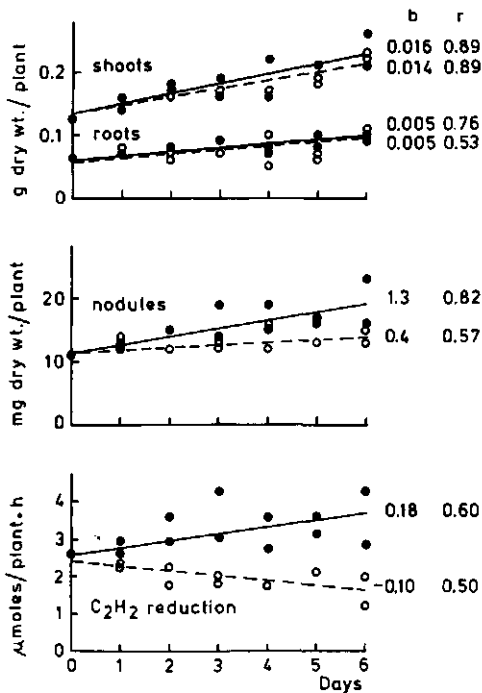 b r
shoots 0.016 0.89
0.014 0.89
0.2
roots 0.005 0.76
0.005 0.53
0.1
0
g dry wt./plant
nodules 1.3 0.82
0.4 0.57
20
10
0
mg dry wt./plant
4
0.18 0.60
3
2
-0.10 0.50
C₂H₂ reduction
1
0
µmoles/plant.h
0 1 2 3 4 5 6
Days